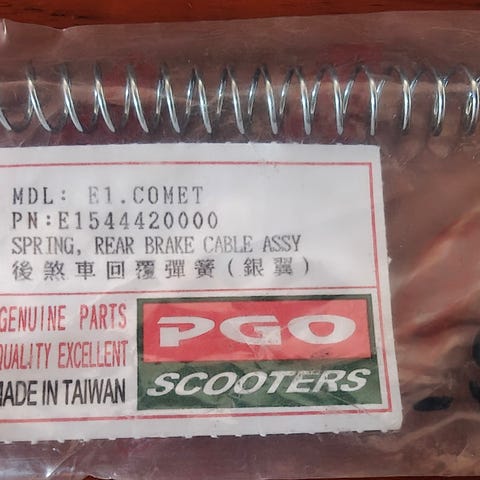 MDL: E1.COMET
PN:E1544420000
SPRING, REAR BRAKE CABLE ASSY
後煞車回覆彈簧(銀翼)
GENUINE PARTS
QUALITY EXCELLENT
MADE IN TAIWAN
PGO
SCOOTERS